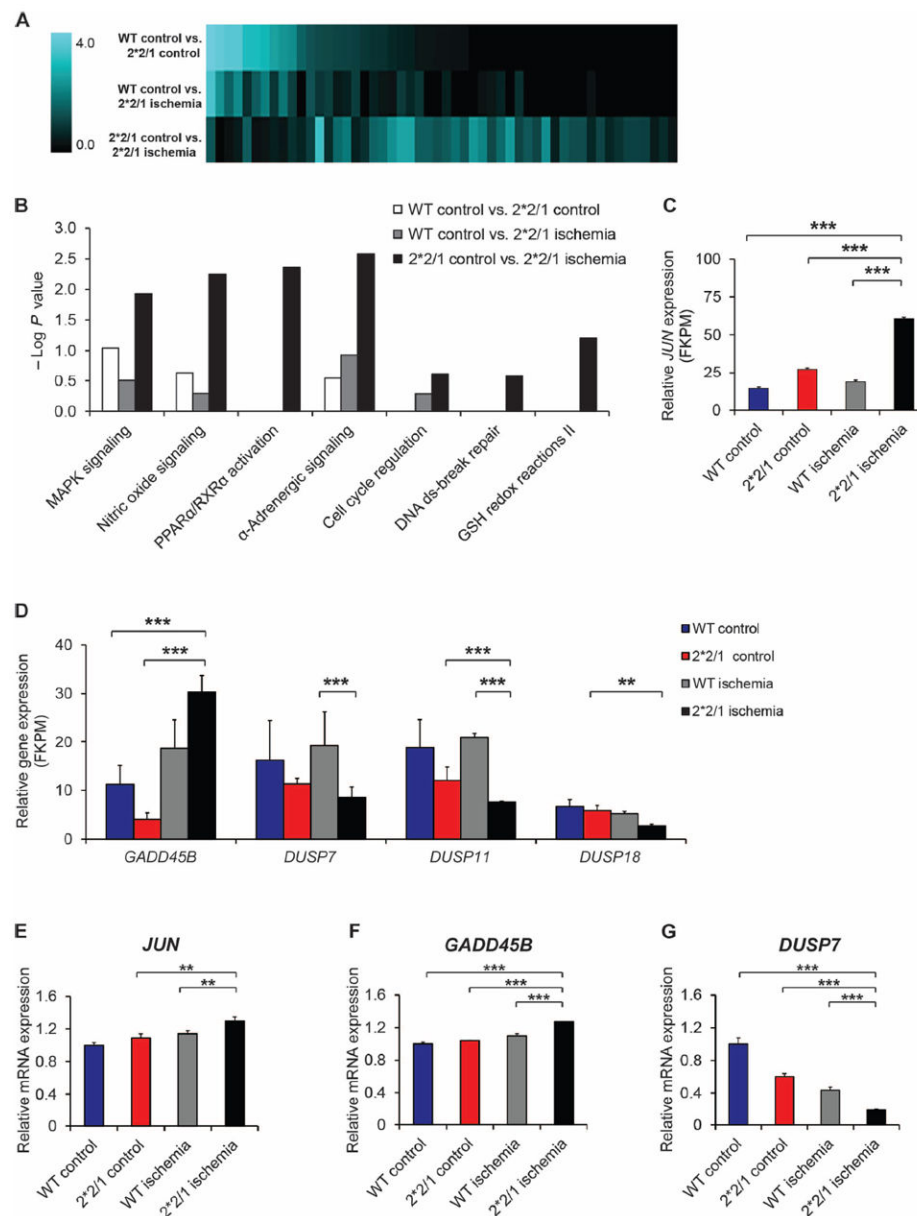 A
4.0
0.0
WT control vs.
2*2/1 control
WT control vs.
2*2/1 ischemia
2*2/1 control vs.
2*2/1 ischemia
B
WT control vs. 2*2/1 control
WT control vs. 2*2/1 ischemia
2*2/1 control vs. 2*2/1 ischemia
– Log P value
3.0
2.5
2.0
1.5
1.0
0.5
0.0
MAPK signaling
Nitric oxide signaling
PPARα/RXRα activation
α-Adrenergic signaling
Cell cycle regulation
DNA ds-break repair
GSH redox reactions II
C
***
***
***
Relative JUN expression
(FKPM)
100
75
50
25
0
WT control
2*2/1 control
WT ischemia
2*2/1 ischemia
D
WT control
2*2/1 control
WT ischemia
2*2/1 ischemia
Relative gene expression
(FKPM)
40
30
20
10
0
***
***
***
***
***
**
GADD45B
DUSP7
DUSP11
DUSP18
E
JUN
**
**
Relative mRNA expression
1.6
1.2
0.8
0.4
0
WT control
2*2/1 control
WT ischemia
2*2/1 ischemia
F
GADD45B
***
***
***
Relative mRNA expression
1.6
1.2
0.8
0.4
0
WT control
2*2/1 control
WT ischemia
2*2/1 ischemia
G
DUSP7
***
***
***
Relative mRNA expression
1.6
1.2
0.8
0.4
0
WT control
2*2/1 control
WT ischemia
2*2/1 ischemia